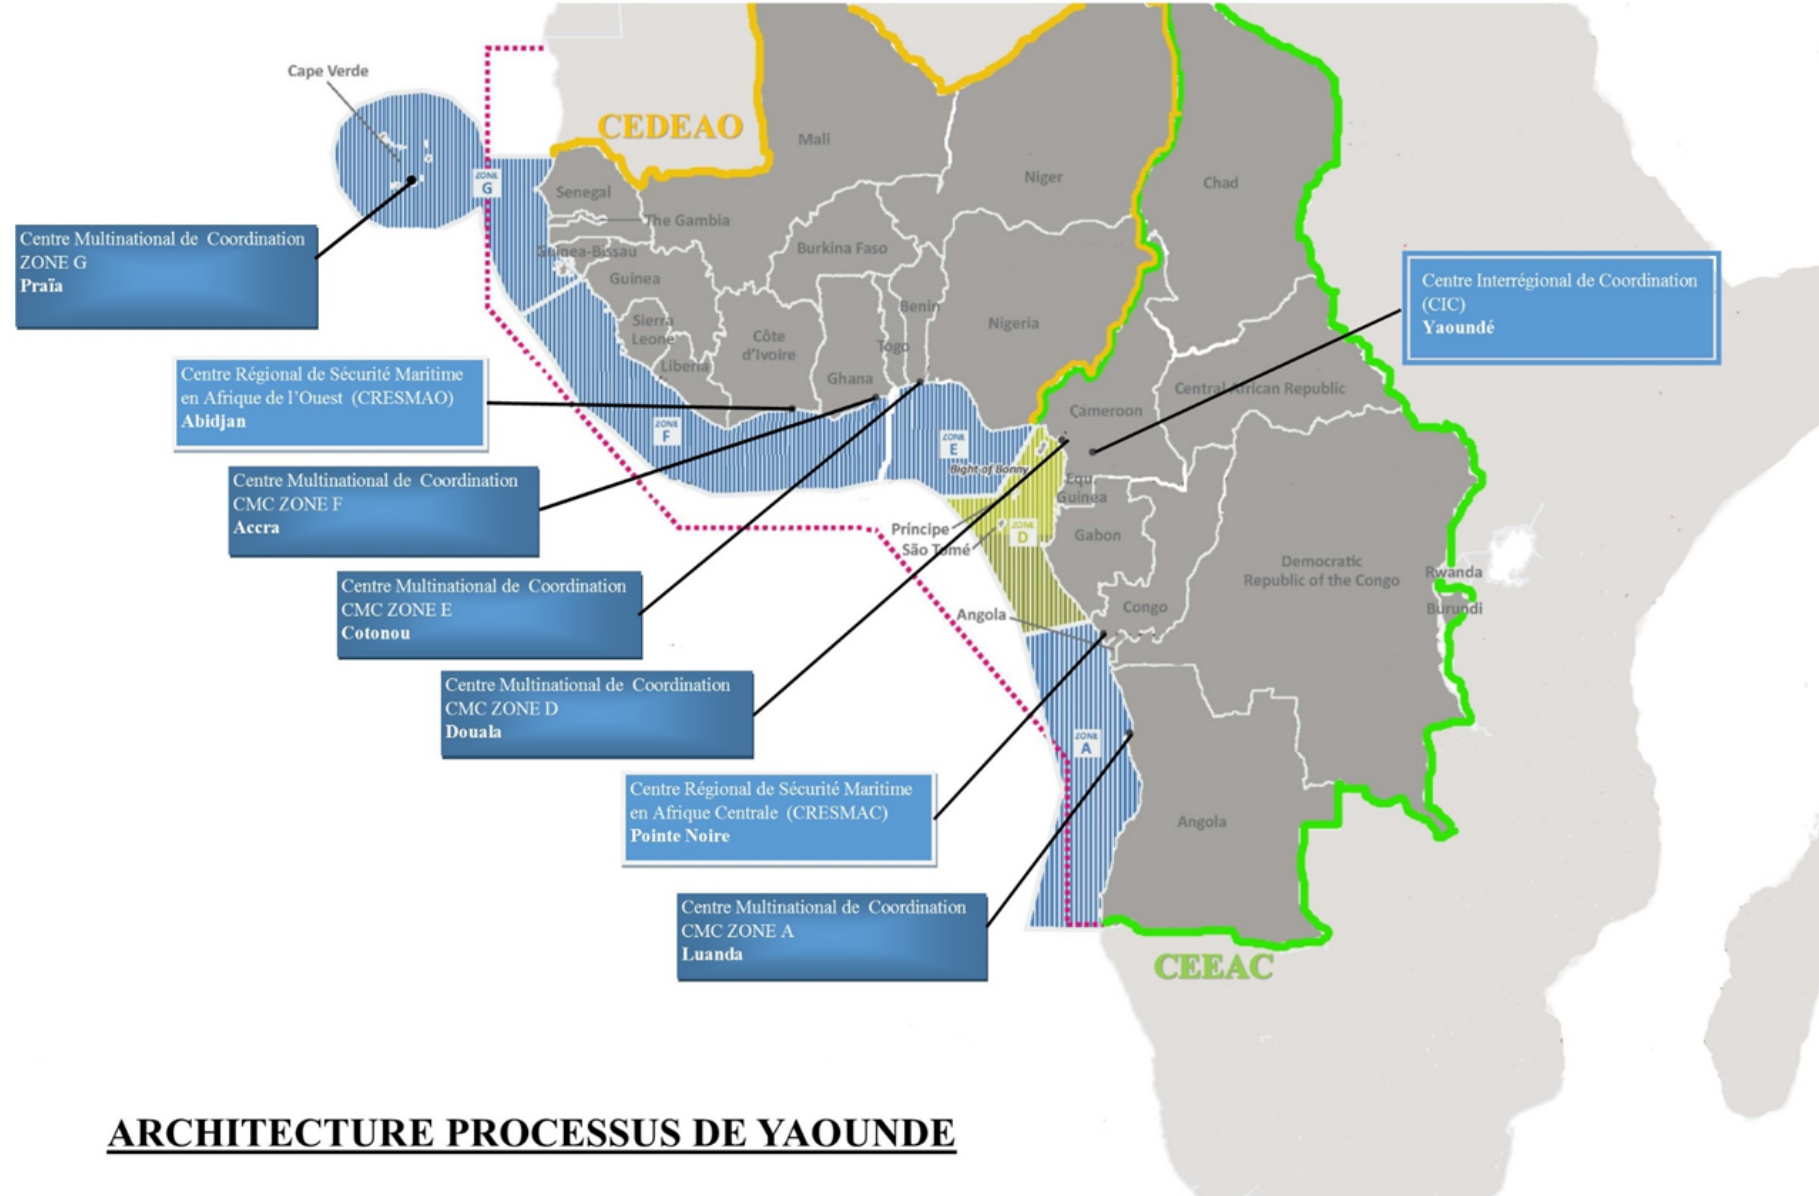 Cape Verde
CEDEAO
Mali
Niger
Chad
ZONE
G
Senegal
The Gambia
Guinea-Bissau
Burkina Faso
Guinea
Benin
Nigeria
Sierra
Leone
Côte
d'Ivoire
Togo
Liberia
Ghana
Central African Republic
Cameroon
ZONE
F
ZONE
E
Bight of Bonny
Equ.
Guinea
Príncipe
ZONE
D
São Tomé
Gabon
Democratic
Republic of the Congo
Rwanda
Burundi
Congo
Angola
ZONE
A
Angola
CEEAC
Centre Multinational de Coordination
ZONE G
Praïa
Centre Interrégional de Coordination
(CIC)
Yaoundé
Centre Régional de Sécurité Maritime
en Afrique de l'Ouest (CRESMAO)
Abidjan
Centre Multinational de Coordination
CMC ZONE F
Accra
Centre Multinational de Coordination
CMC ZONE E
Cotonou
Centre Multinational de Coordination
CMC ZONE D
Douala
Centre Régional de Sécurité Maritime
en Afrique Centrale (CRESMAC)
Pointe Noire
Centre Multinational de Coordination
CMC ZONE A
Luanda
ARCHITECTURE PROCESSUS DE YAOUNDE